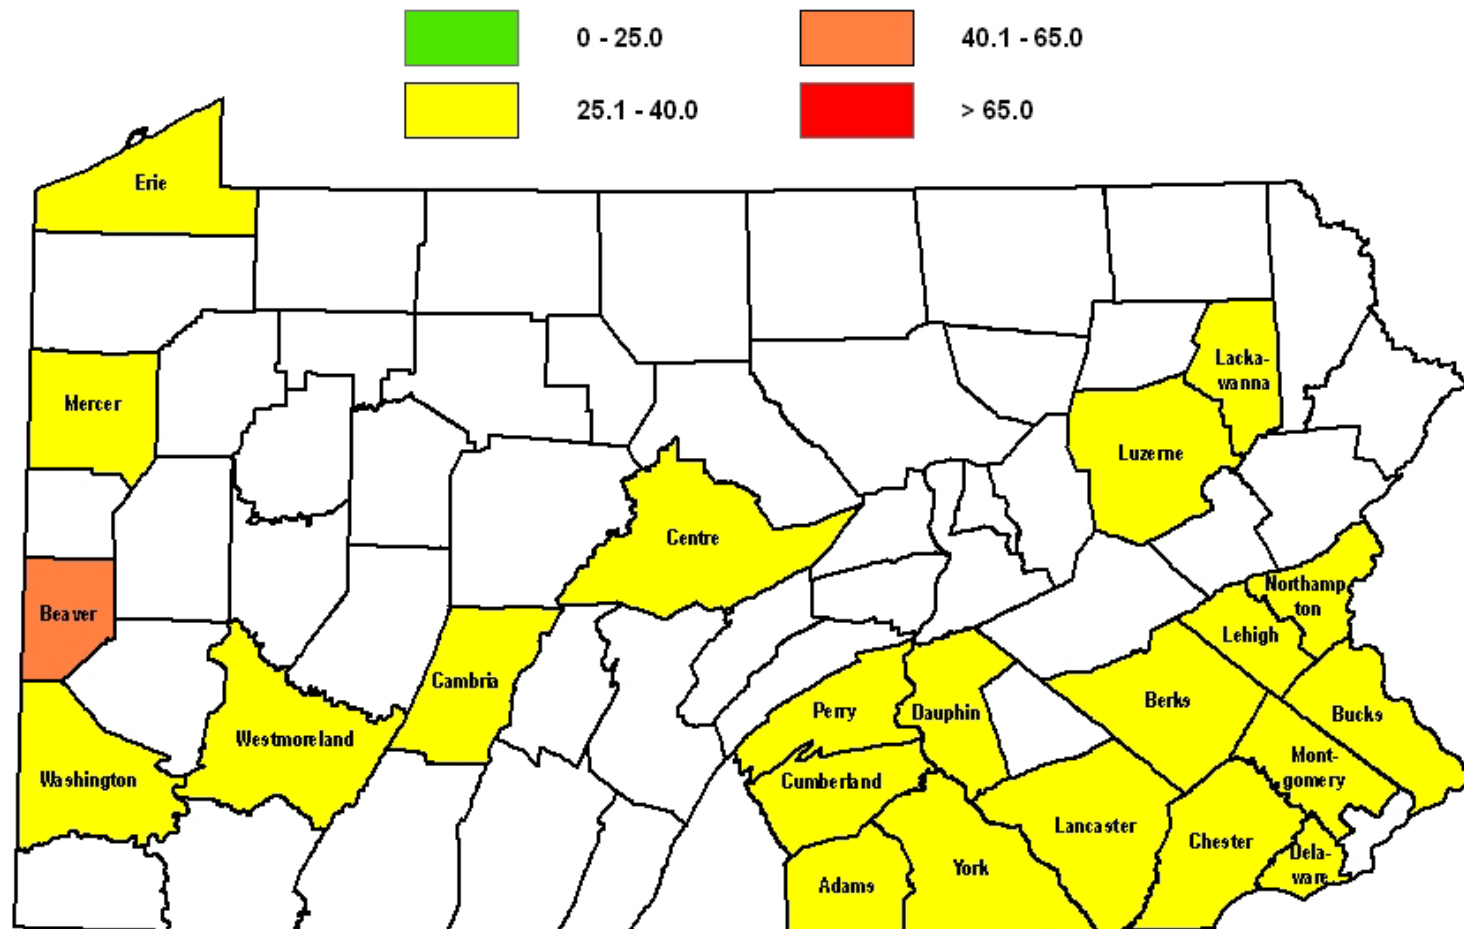 0 - 25.0
40.1 - 65.0
25.1 - 40.0
> 65.0
Erie
Lacka-
wanna
Mercer
Luzerne
Centre
Northamp
ton
Beaver
Lehigh
Cambria
Berks
Perry
Dauphin
Bucks
Westmoreland
Mont-
gomery
Washington
Cumberland
Lancaster
Chester
Dela-
ware
York
Adams